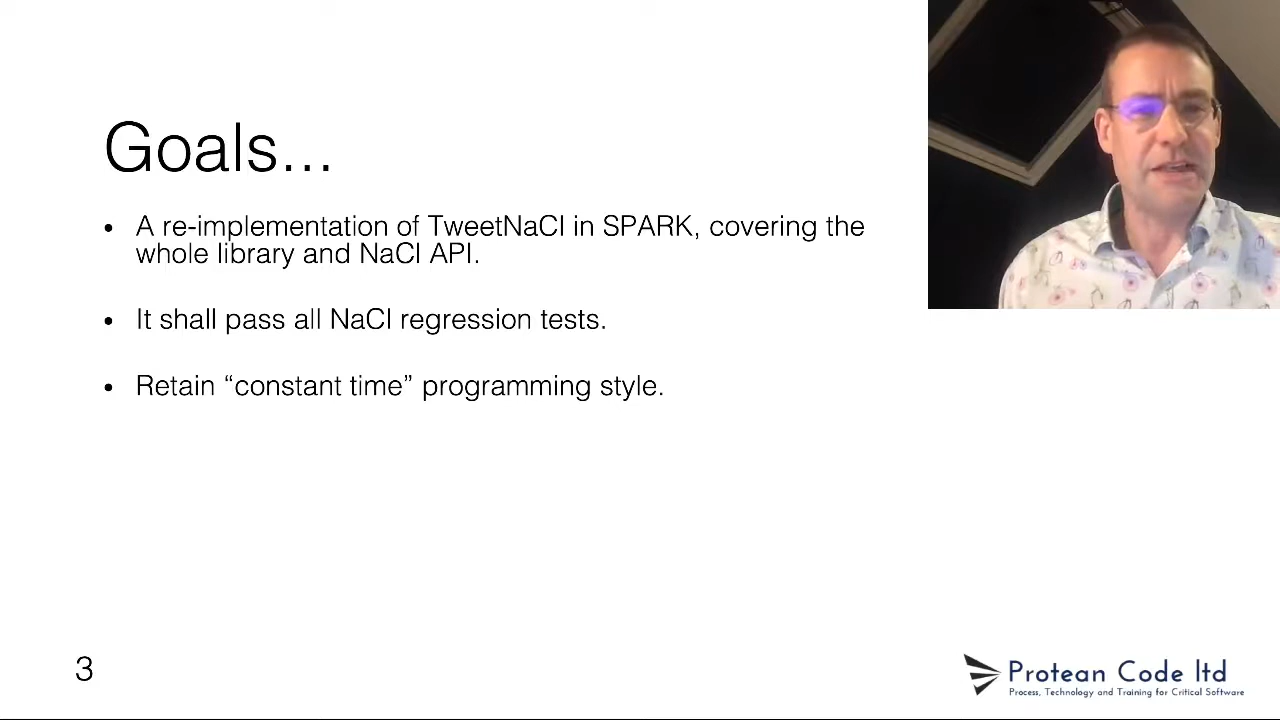 Goals...
• A re-implementation of TweetNaCl in SPARK, covering the
whole library and NaCl API.
• It shall pass all NaCl regression tests.
• Retain “constant time” programming style.
3
Protean Code ltd
Process, Technology and Training for Critical Software